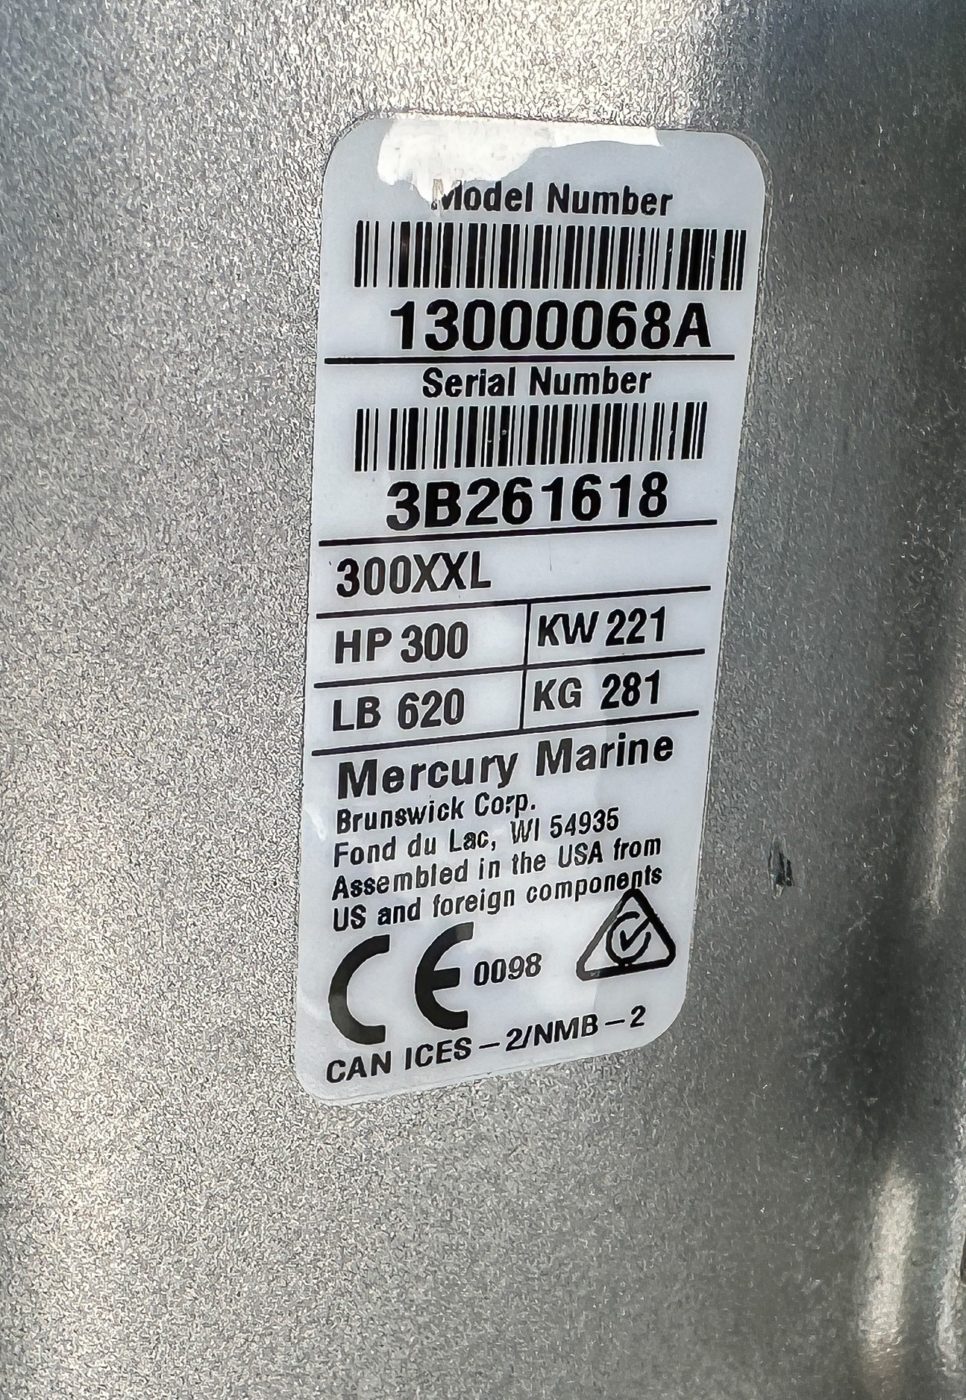 Model Number
13000068A
Serial Number
3B261618
300XXL
HP 300 KW 221
LB 620 KG 281
Mercury Marine
Brunswick Corp.
Fond du Lac, WI 54935
Assembled in the USA from
US and foreign components
CE 0098
CAN ICES-2/NMB-2